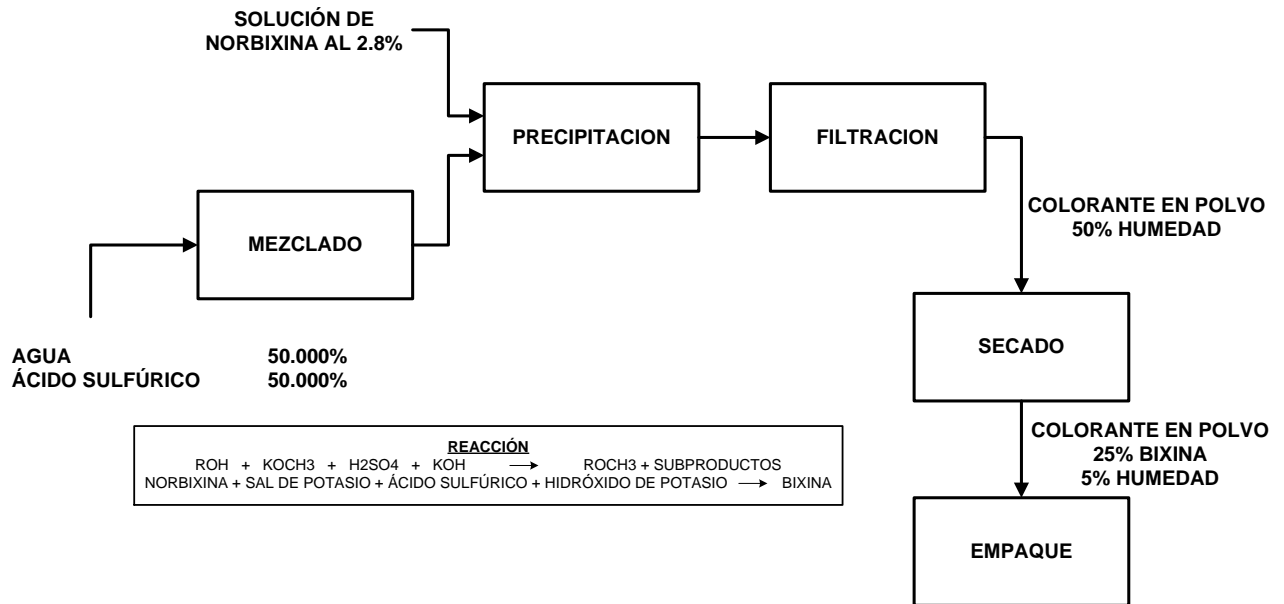 SOLUCIÓN DE
NORBIXINA AL 2.8%
PRECIPITACION
FILTRACION
COLORANTE EN POLVO
50% HUMEDAD
MEZCLADO
AGUA 50.000%
ÁCIDO SULFÚRICO 50.000%
SECADO
COLORANTE EN POLVO
25% BIXINA
5% HUMEDAD
REACCIÓN
ROH + KOCH3 + H2SO4 + KOH → ROCH3 + SUBPRODUCTOS
NORBIXINA + SAL DE POTASIO + ÁCIDO SULFÚRICO + HIDRÓXIDO DE POTASIO → BIXINA
EMPAQUE